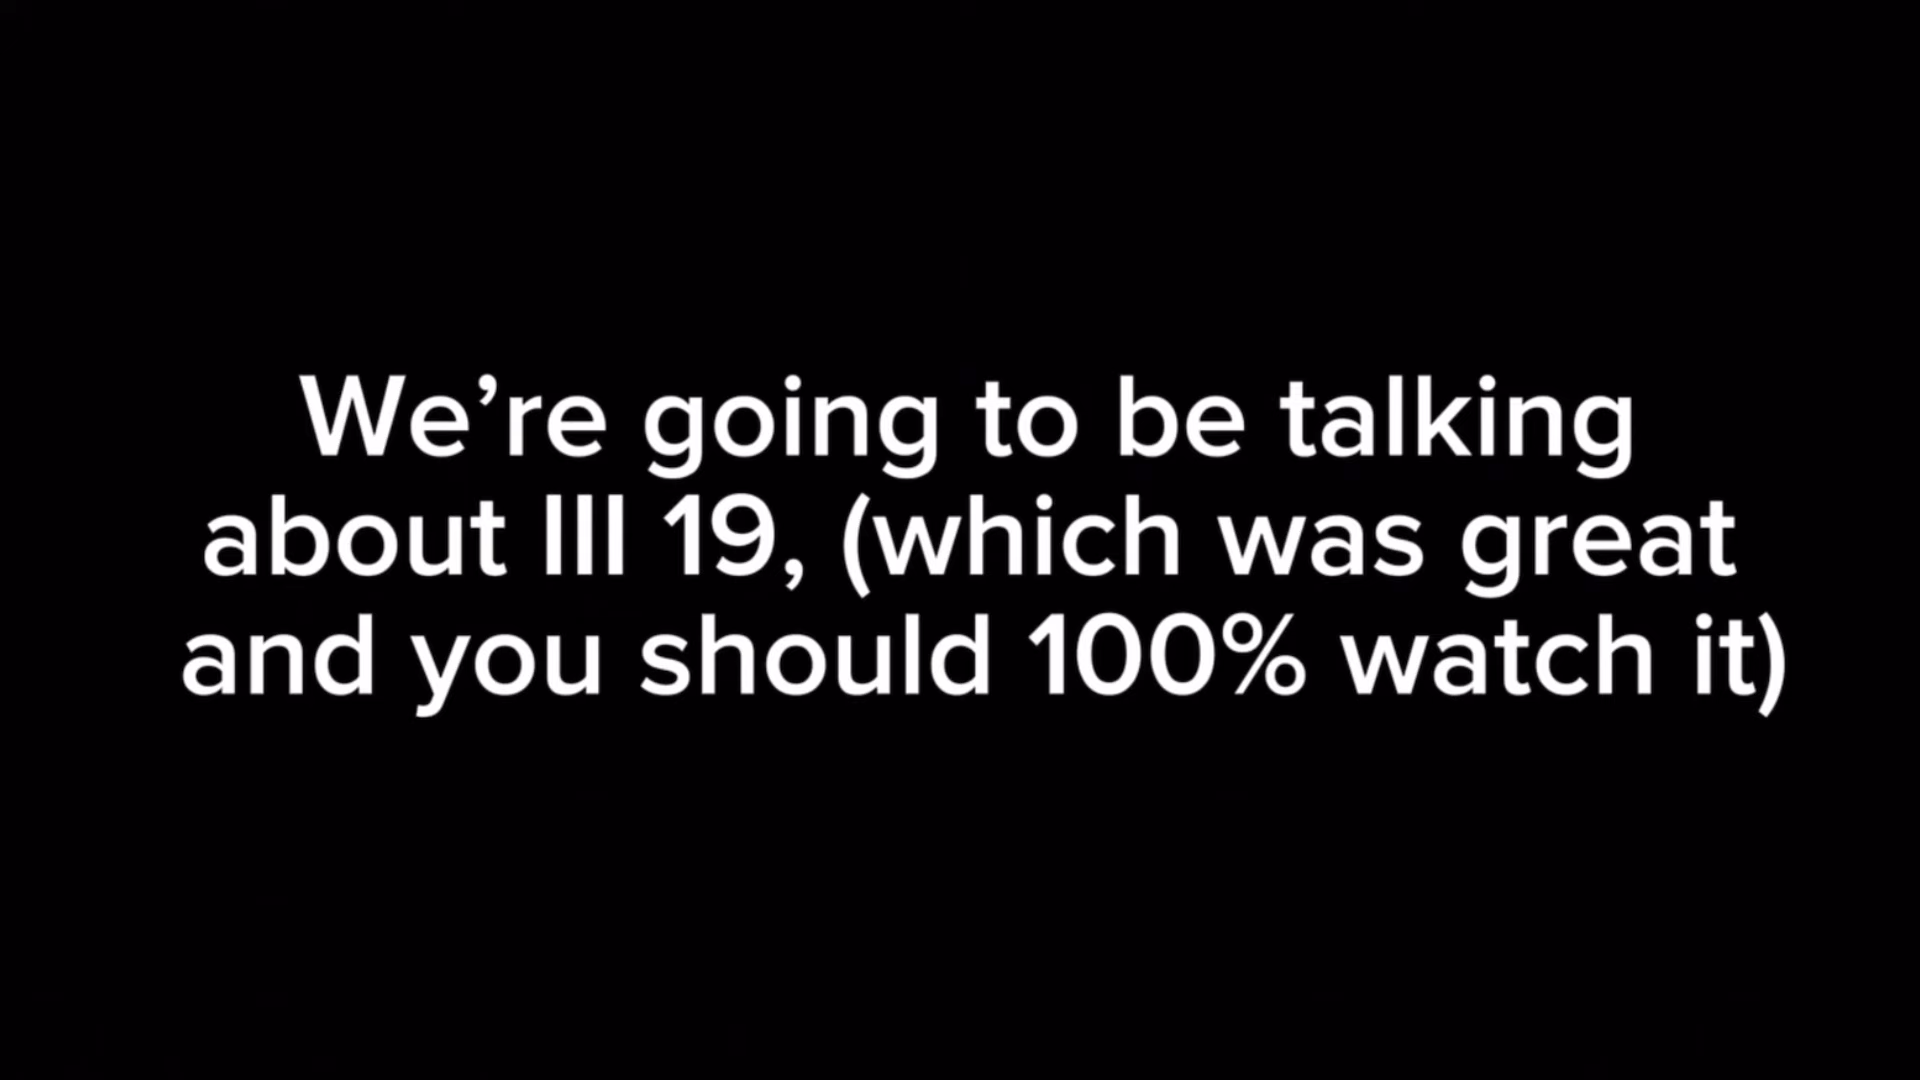 We’re going to be talking
about III 19, (which was great
and you should 100% watch it)